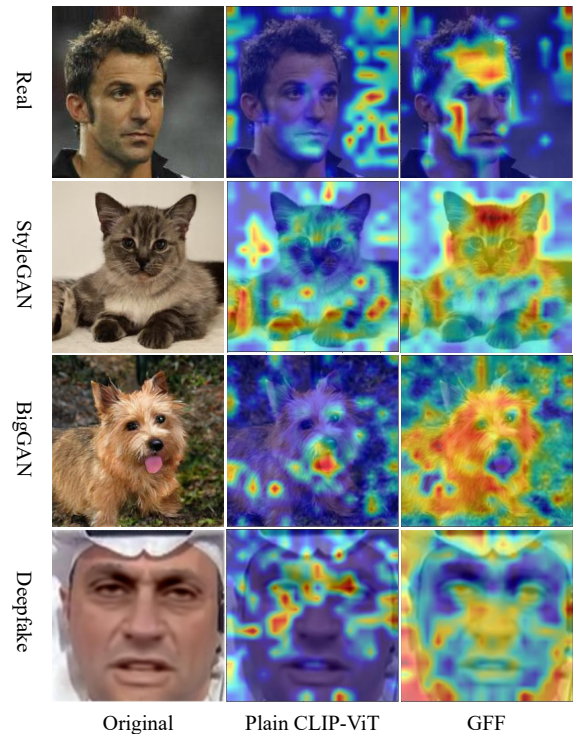 Real
StyleGAN
BigGAN
Deepfake
Original Plain CLIP-ViT GFF